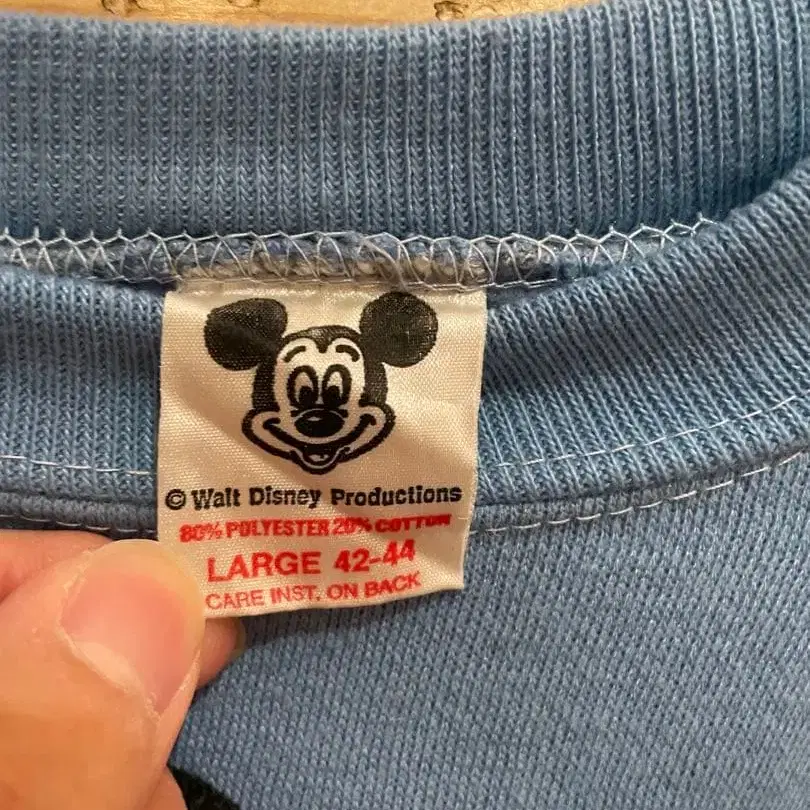 © Walt Disney Productions
80% POLYESTER 20% COTTON
LARGE 42-44
CARE INST. ON BACK